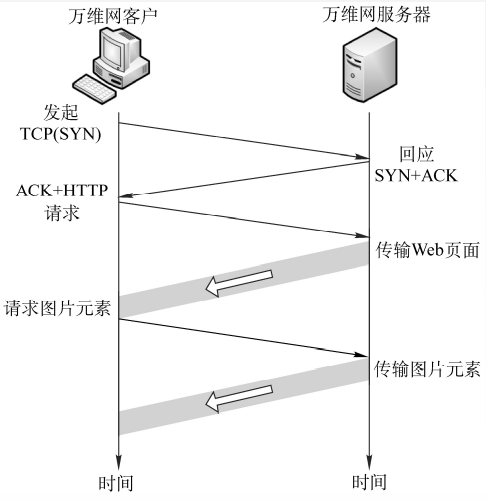 万维网客户
万维网服务器
发起
TCP(SYN)
回应
SYN+ACK
ACK+HTTP
请求
传输Web页面
请求图片元素
传输图片元素
时间
时间